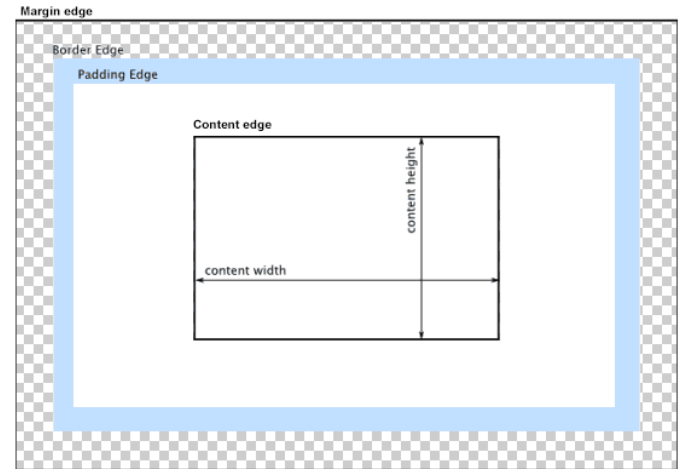 Margin edge
Border Edge
Padding Edge
Content edge
content height
content width